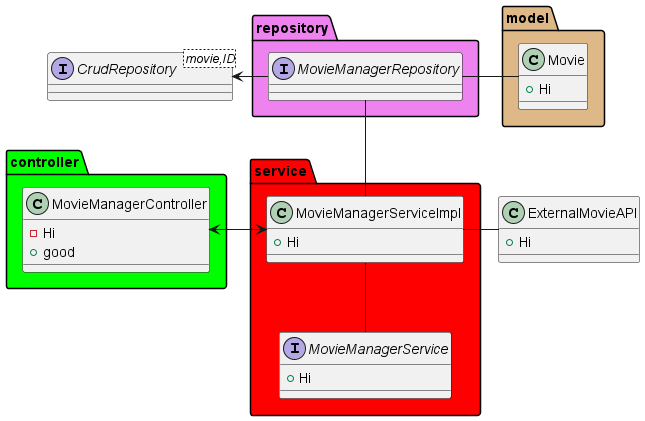 repository
model
CrudRepository
movie,ID
MovieManagerRepository
Movie
Hi
controller
service
MovieManagerController
Hi
good
MovieManagerServiceImpl
Hi
ExternalMovieAPI
Hi
MovieManagerService
Hi
I
I
C
C
C
C
I